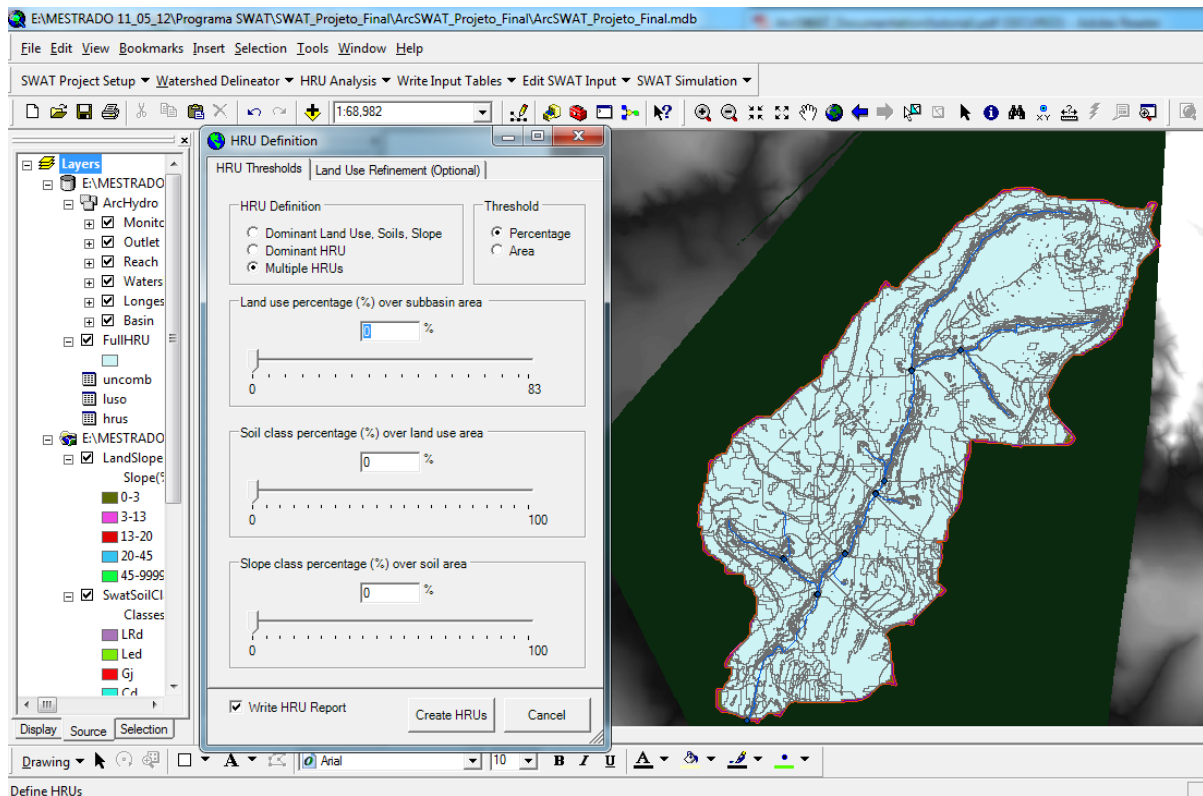 E:\MESTRADO 11_05_12\Programa SWAT\SWAT_Projeto_Final\ArcSWAT_Projeto_Final\ArcSWAT_Projeto_Final.mdb
File Edit View Bookmarks Insert Selection Tools Window Help
SWAT Project Setup Watershed Delineator HRU Analysis Write Input Tables Edit SWAT Input SWAT Simulation
1:68,982
Layers
E:\MESTRADO
ArcHydro
Monitc
Outlet
Reach
Waters
Longes
Basin
FullHRU
uncomb
luso
hrus
E:\MESTRADO
LandSlope
Slope(%
0-3
3-13
13-20
20-45
45-9999
SwatSoilCl
Classes
LRd
Led
Gj
Cd
Display Source Selection
HRU Definition
HRU Thresholds Land Use Refinement (Optional)
HRU Definition
Dominant Land Use, Soils, Slope
Dominant HRU
Multiple HRUs
Threshold
Percentage
Area
Land use percentage (%) over subbasin area
0 %
0 83
Soil class percentage (%) over land use area
0 %
0 100
Slope class percentage (%) over soil area
0 %
0 100
Write HRU Report
Create HRUs Cancel
Drawing A Arial 10 B I U A
Define HRUs